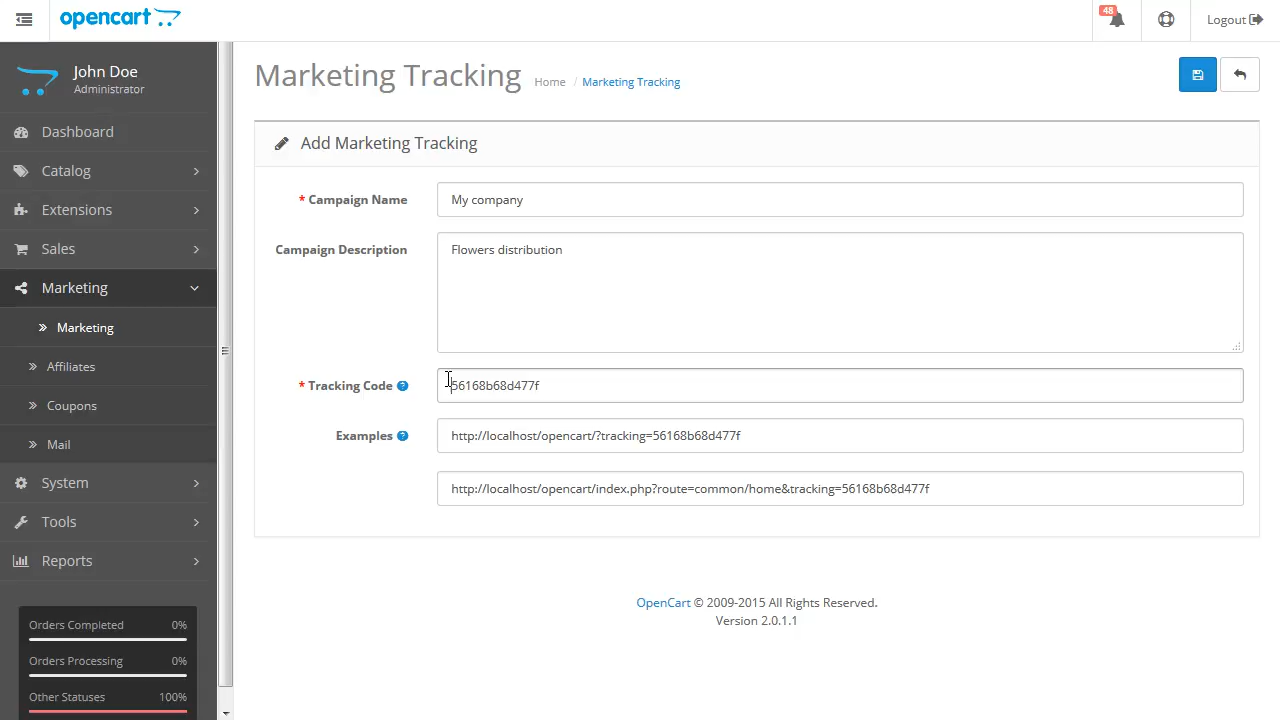 opencart
48
Logout
John Doe
Administrator
Dashboard
Catalog
Extensions
Sales
Marketing
Marketing
Affiliates
Coupons
Mail
System
Tools
Reports
Orders Completed 0%
Orders Processing 0%
Other Statuses 100%
Marketing Tracking
Home / Marketing Tracking
Add Marketing Tracking
* Campaign Name My company
Campaign Description Flowers distribution
* Tracking Code ? 56168b68d477f
Examples ? http://localhost/opencart/?tracking=56168b68d477f
http://localhost/opencart/index.php?route=common/home&tracking=56168b68d477f
OpenCart © 2009-2015 All Rights Reserved.
Version 2.0.1.1